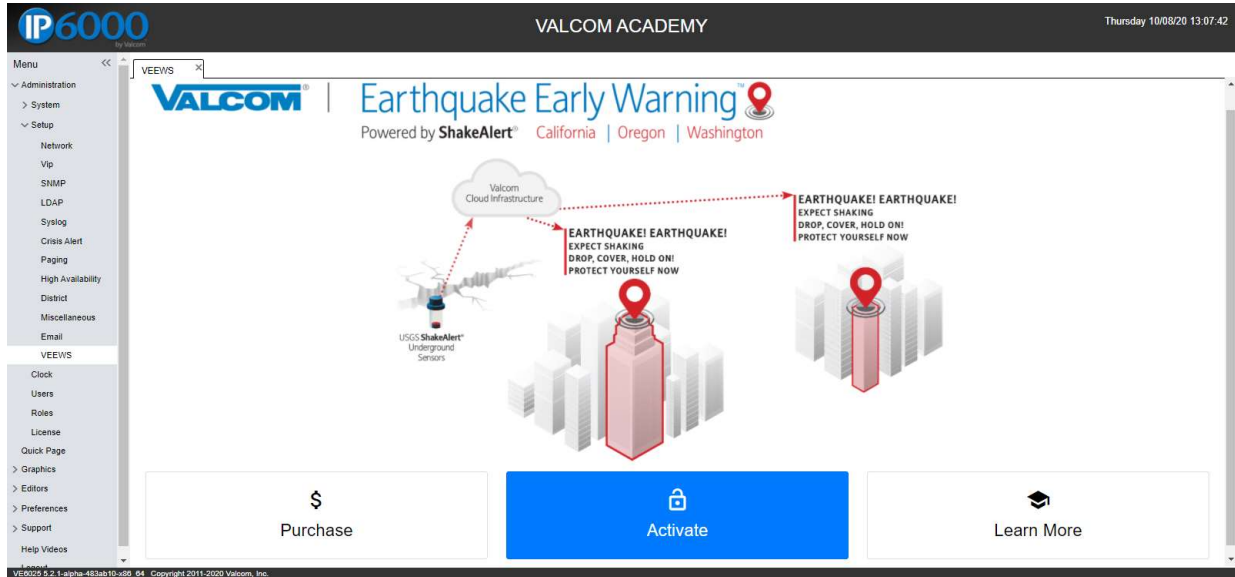 IP6000
by Valcom
VALCOM ACADEMY
Thursday 10/08/20 13:07:42
Menu
Administration
System
Setup
Network
Vip
SNMP
LDAP
Syslog
Crisis Alert
Paging
High Availability
District
Miscellaneous
Email
VEEWS
Clock
Users
Roles
License
Quick Page
Graphics
Editors
Preferences
Support
Help Videos
Logout
VEEWS
VALCOM® | Earthquake Early Warning™
Powered by ShakeAlert® California | Oregon | Washington
Valcom
Cloud Infrastructure
EARTHQUAKE! EARTHQUAKE!
EXPECT SHAKING
DROP, COVER, HOLD ON!
PROTECT YOURSELF NOW
EARTHQUAKE! EARTHQUAKE!
EXPECT SHAKING
DROP, COVER, HOLD ON!
PROTECT YOURSELF NOW
USGS ShakeAlert®
Underground
Sensors
$
Purchase
Activate
Learn More
VE6025 5.2.1-alpha-483ab10-x86_64 Copyright 2011-2020 Valcom, Inc.